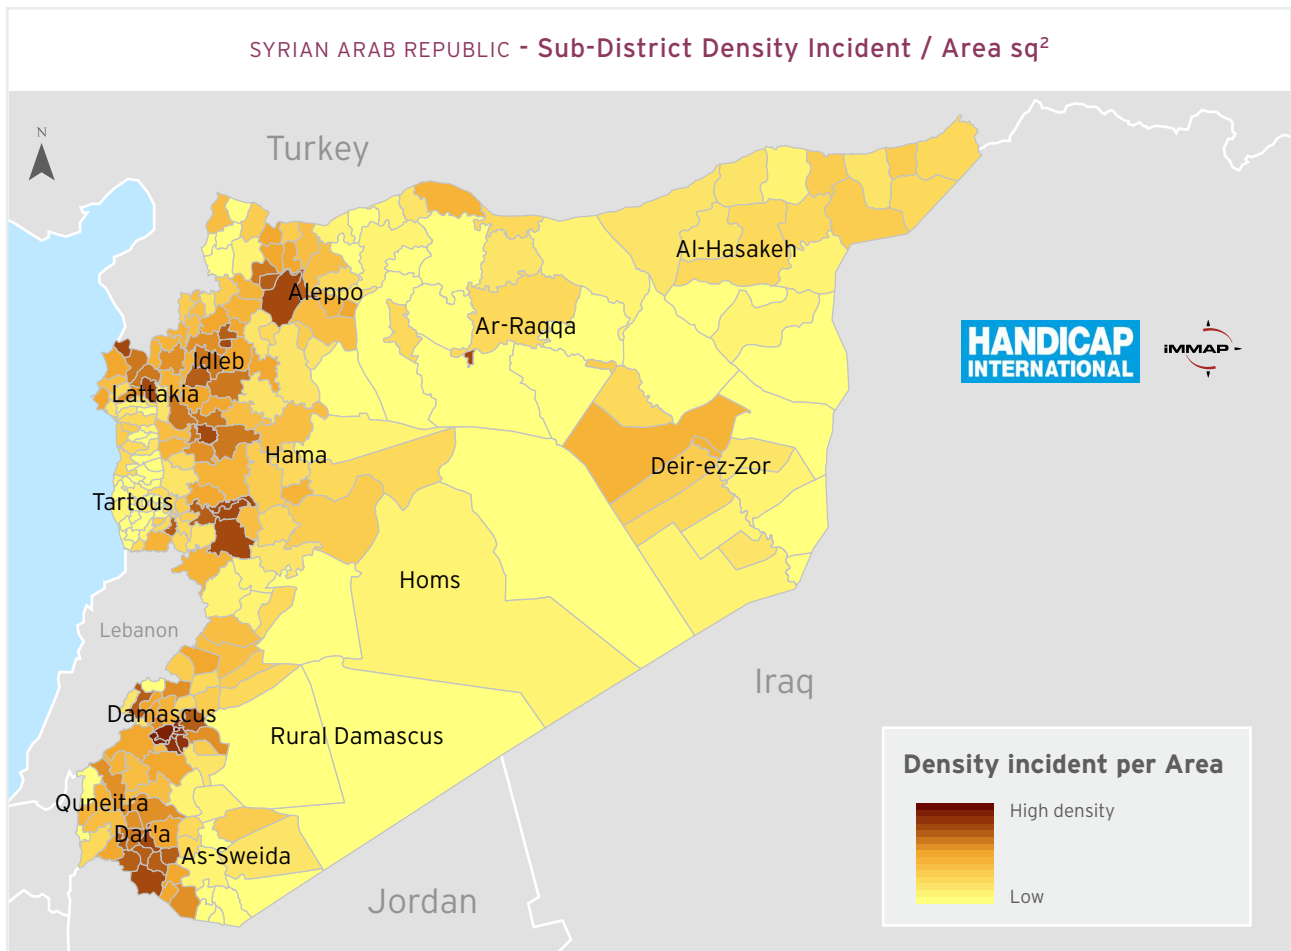 SYRIAN ARAB REPUBLIC - Sub-District Density Incident / Area sq²
N
Turkey
Al-Hasakeh
Aleppo
Ar-Raqqa
HANDICAP
INTERNATIONAL
iMMAP
Idleb
Lattakia
Hama
Deir-ez-Zor
Tartous
Homs
Lebanon
Iraq
Damascus
Rural Damascus
Density incident per Area
High density
Low
Quneitra
Dar'a
As-Sweida
Jordan